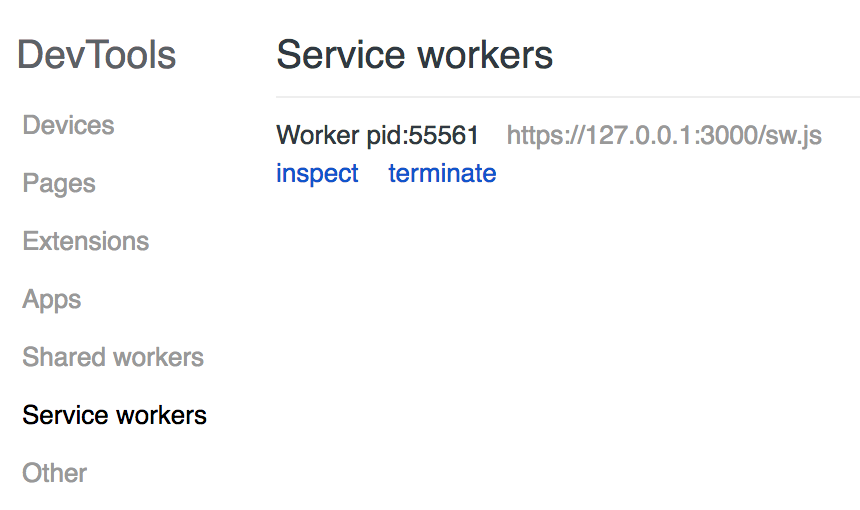 DevTools
Devices
Pages
Extensions
Apps
Shared workers
Service workers
Other
Service workers
Worker pid:55561 https://127.0.0.1:3000/sw.js
inspect terminate